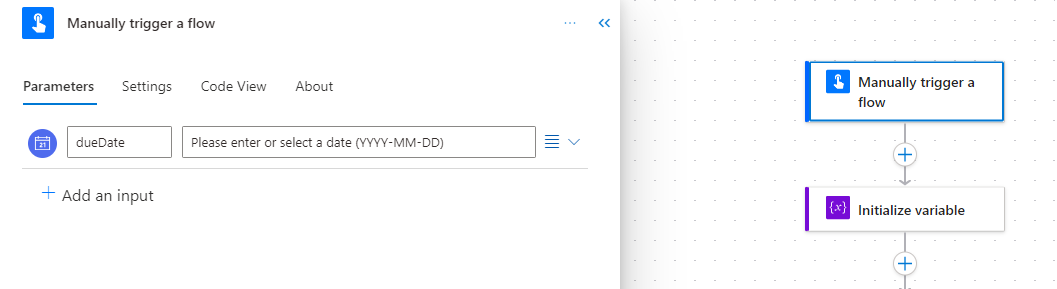 Manually trigger a flow
Parameters
Settings
Code View
About
21
dueDate
Please enter or select a date (YYYY-MM-DD)
Add an input
Manually trigger a
flow
{x}
Initialize variable